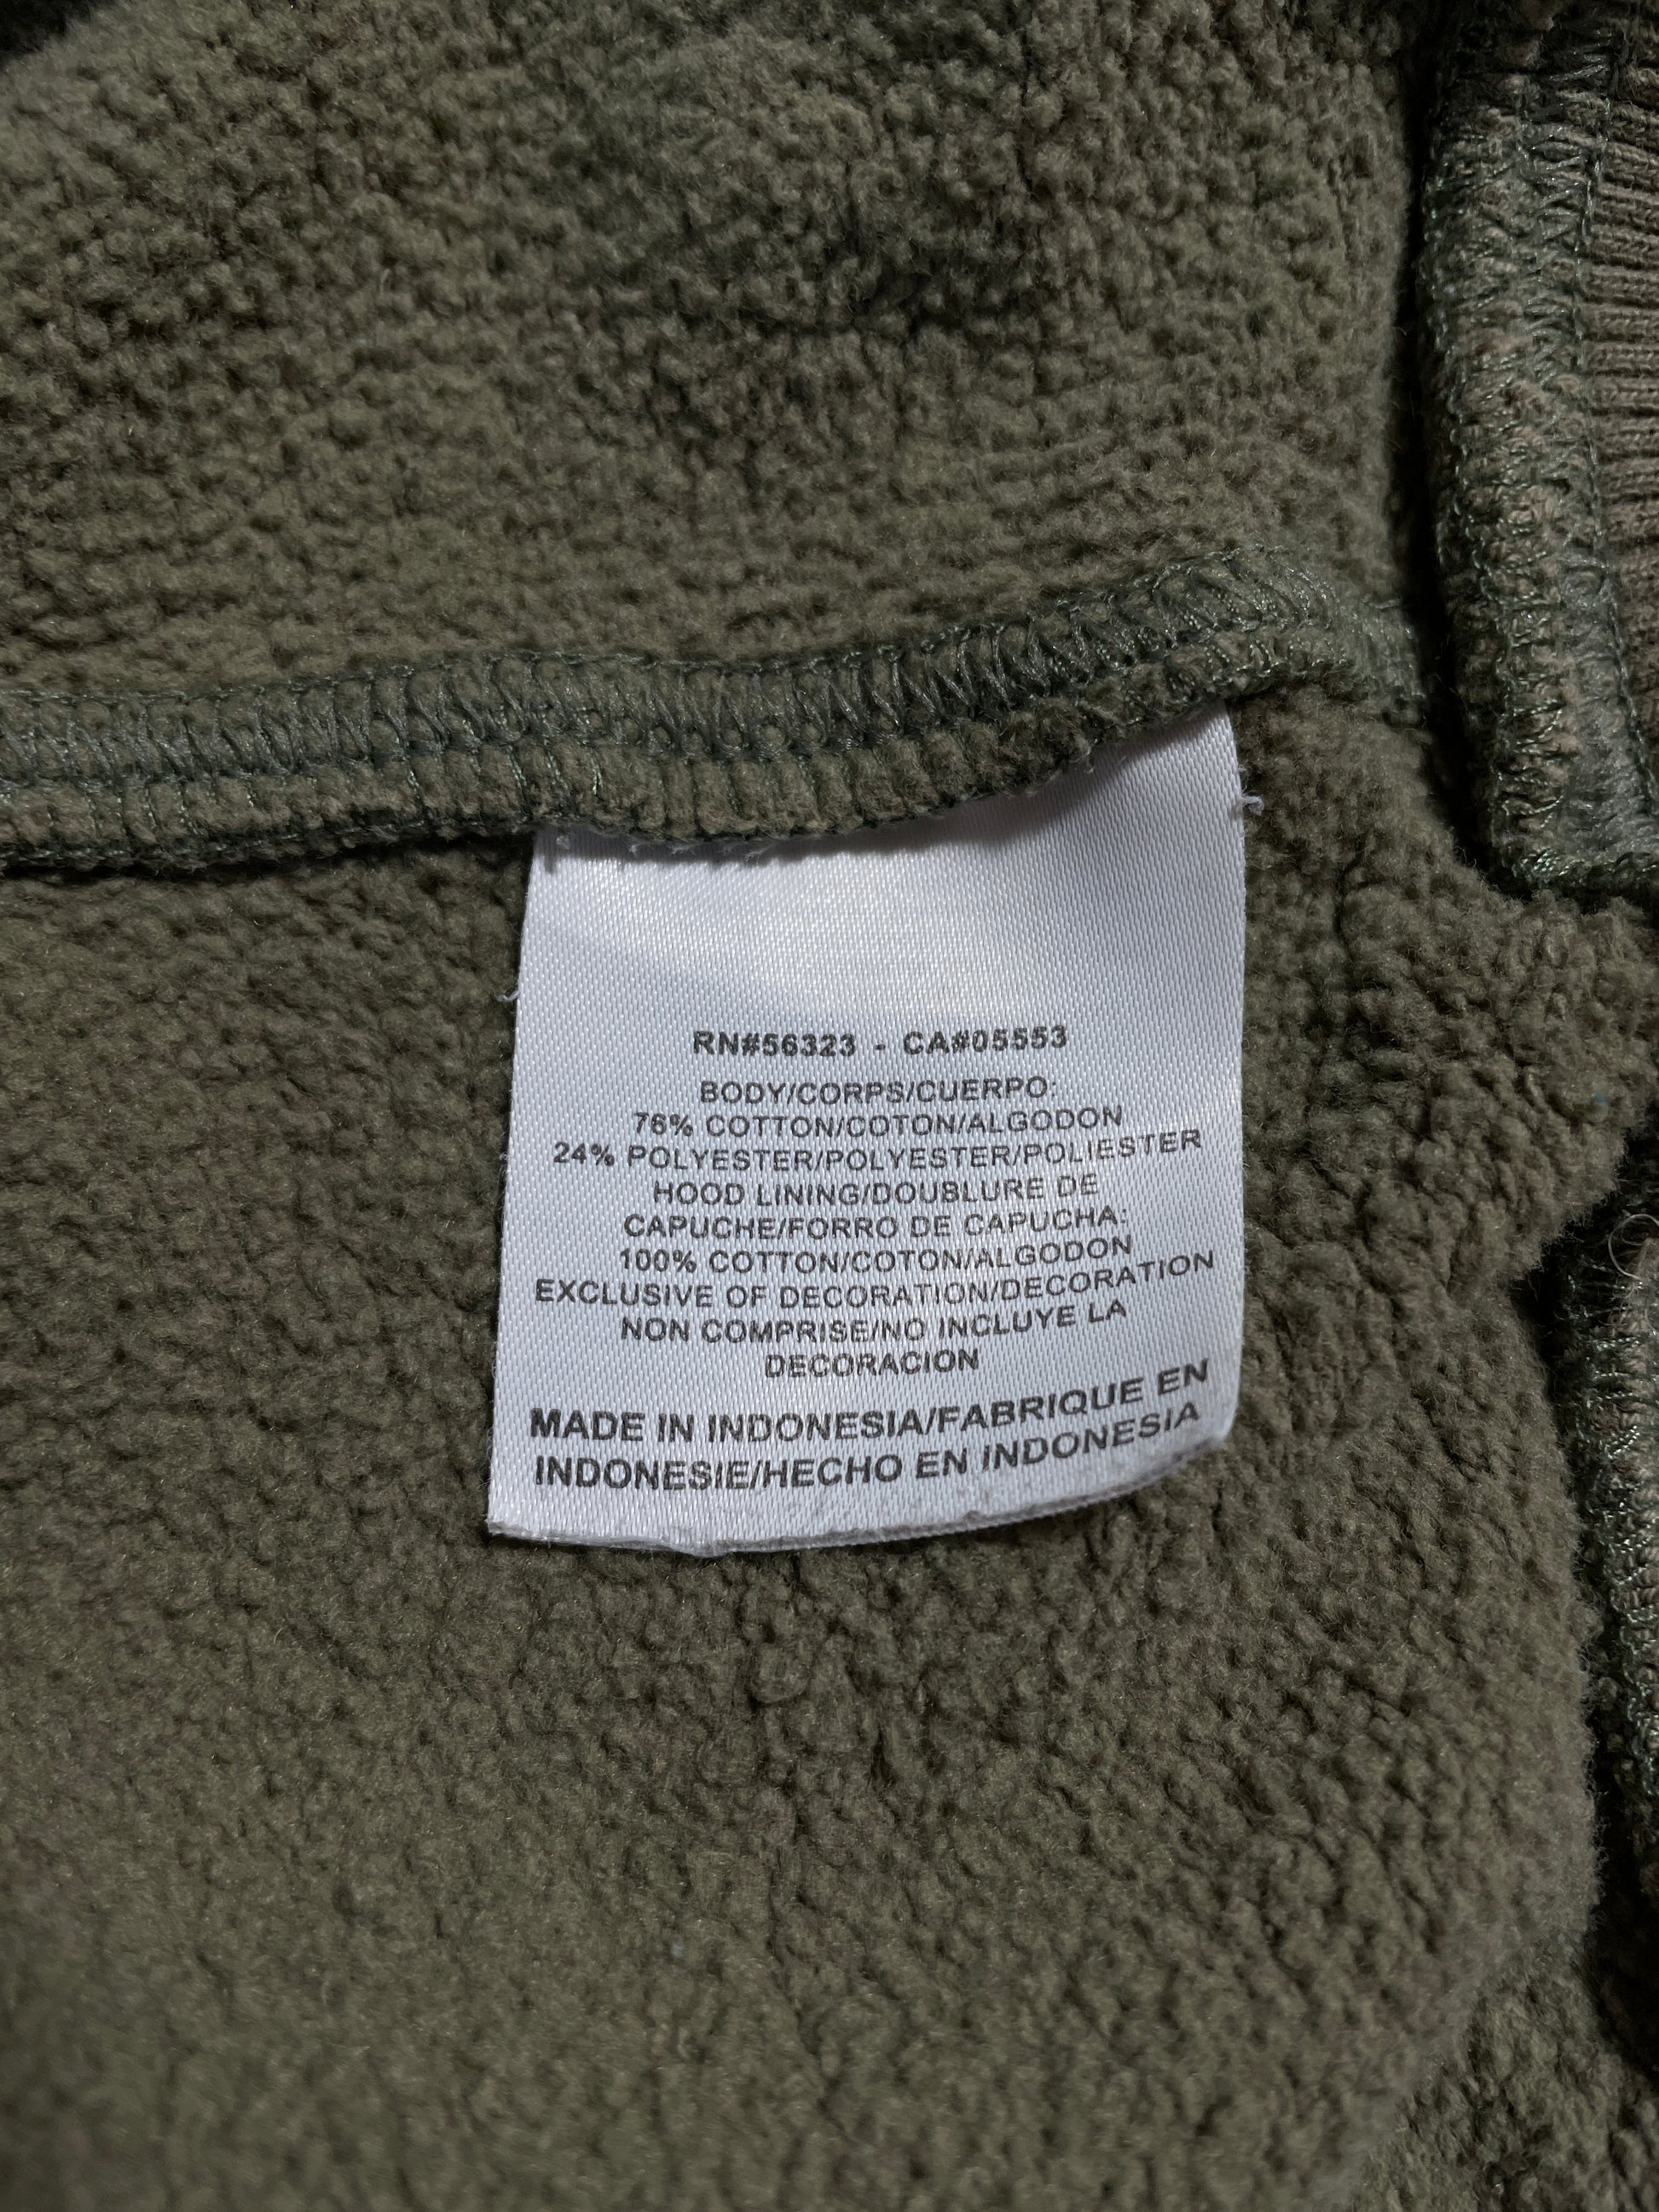 RN#56323 - CA#05553
BODY/CORPS/CUERPO:
76% COTTON/COTON/ALGODON
24% POLYESTER/POLYESTER/POLIESTER
HOOD LINING/DOUBLURE DE
CAPUCHE/FORRO DE CAPUCHA:
100% COTTON/COTON/ALGODON
EXCLUSIVE OF DECORATION/DECORATION
NON COMPRISE/NO INCLUYE LA
DECORACION
MADE IN INDONESIA/FABRIQUE EN
INDONESIE/HECHO EN INDONESIA